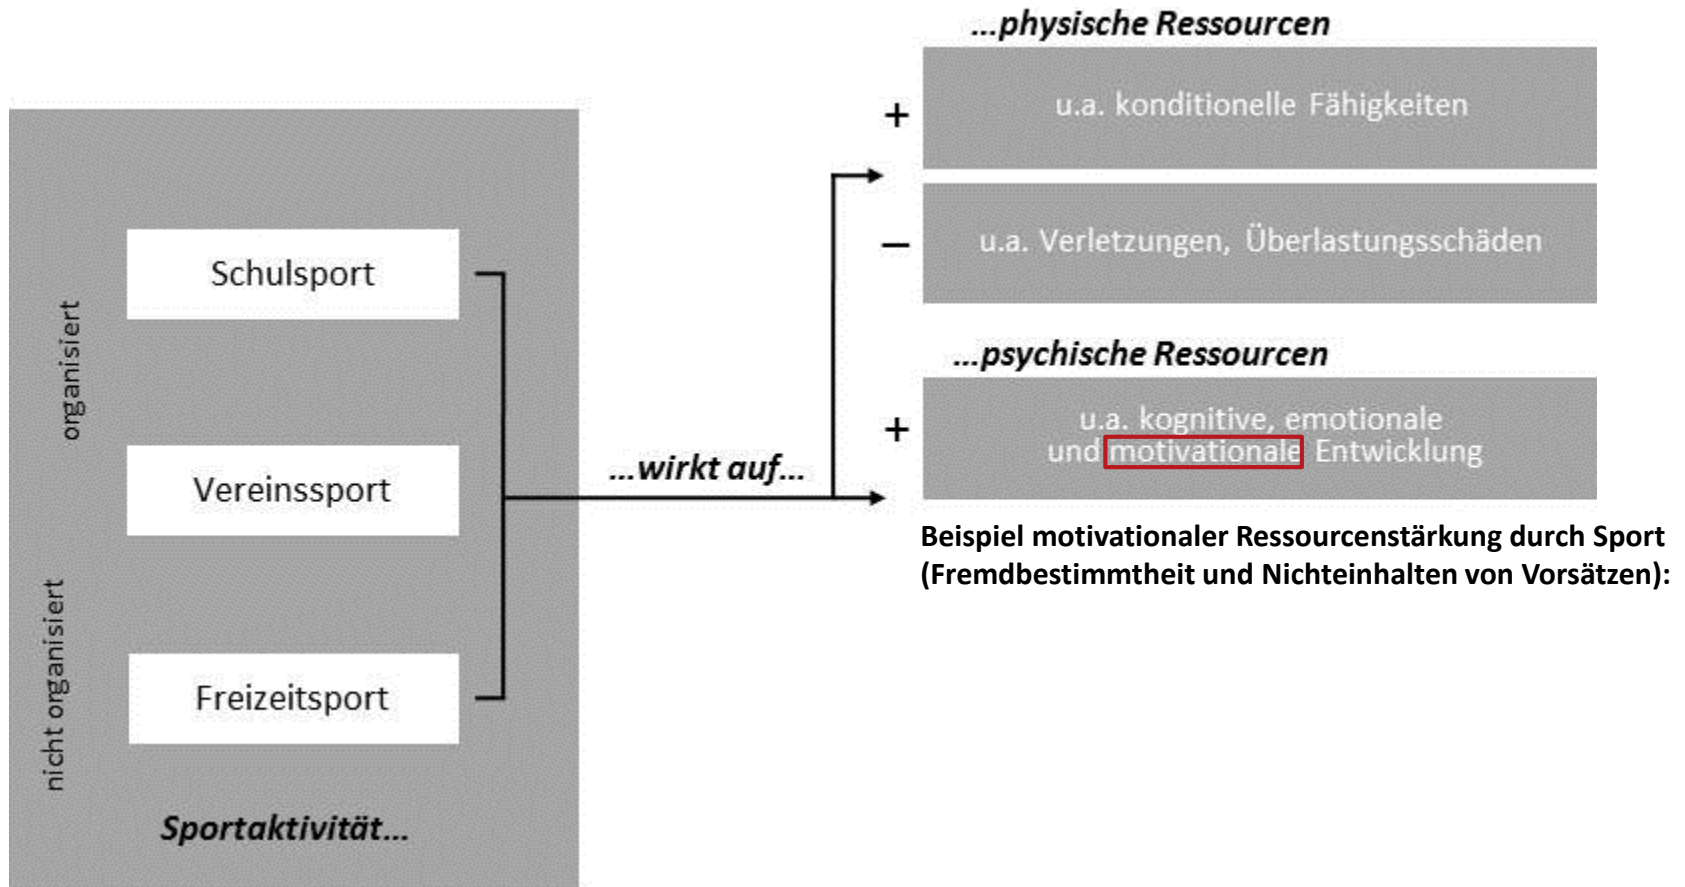 ...physische Ressourcen
+
u.a. konditionelle Fähigkeiten
–
u.a. Verletzungen, Überlastungsschäden
...psychische Ressourcen
+
u.a. kognitive, emotionale
und motivationale Entwicklung
Beispiel motivationaler Ressourcenstärkung durch Sport
(Fremdbestimmtheit und Nichteinhalten von Vorsätzen):
...wirkt auf...
organisiert
nicht organisiert
Schulsport
Vereinssport
Freizeitsport
Sportaktivität...